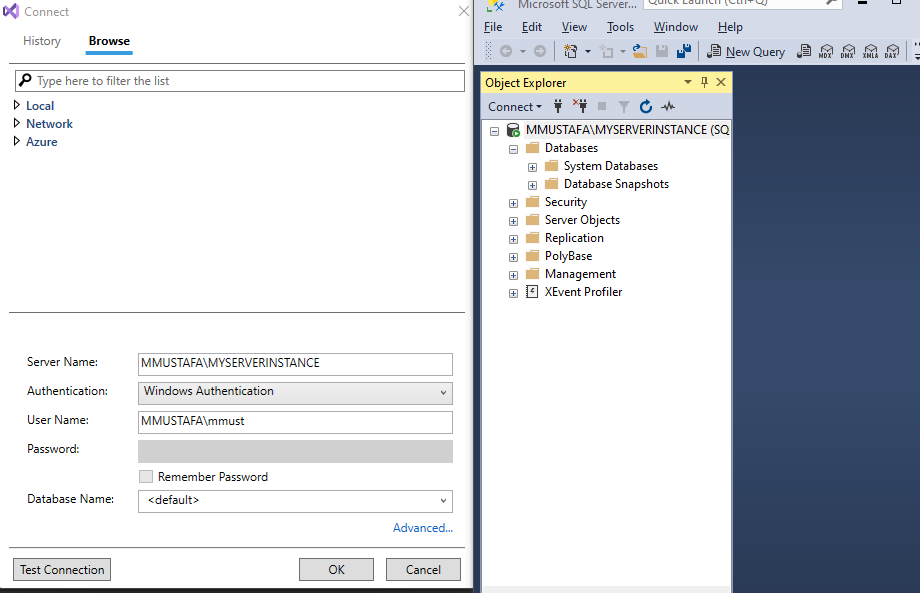 Connect
History Browse
Type here to filter the list
Local
Network
Azure
Server Name: MMUSTAFA\MYSERVERINSTANCE
Authentication: Windows Authentication
User Name: MMUSTAFA\mmust
Password:
Remember Password
Database Name: <default>
Advanced...
Test Connection OK Cancel
Microsoft SQL Server... Quick Launch (Ctrl+Q)
File Edit View Tools Window Help
New Query MDX DMX XMLA DAX
Object Explorer
Connect
MMUSTAFA\MYSERVERINSTANCE (SQ
Databases
System Databases
Database Snapshots
Security
Server Objects
Replication
PolyBase
Management
XEvent Profiler